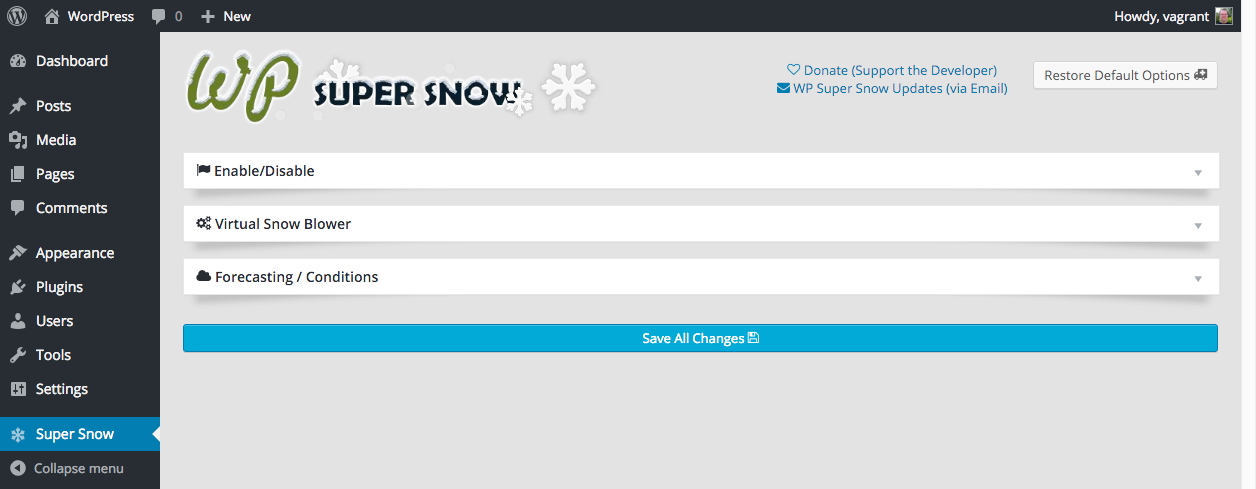 WordPress 0 New Howdy, vagrant
Dashboard
Posts
Media
Pages
Comments
Appearance
Plugins
Users
Tools
Settings
Super Snow
Collapse menu
WP SUPER SNOW
Donate (Support the Developer)
WP Super Snow Updates (via Email)
Restore Default Options
Enable/Disable
Virtual Snow Blower
Forecasting / Conditions
Save All Changes